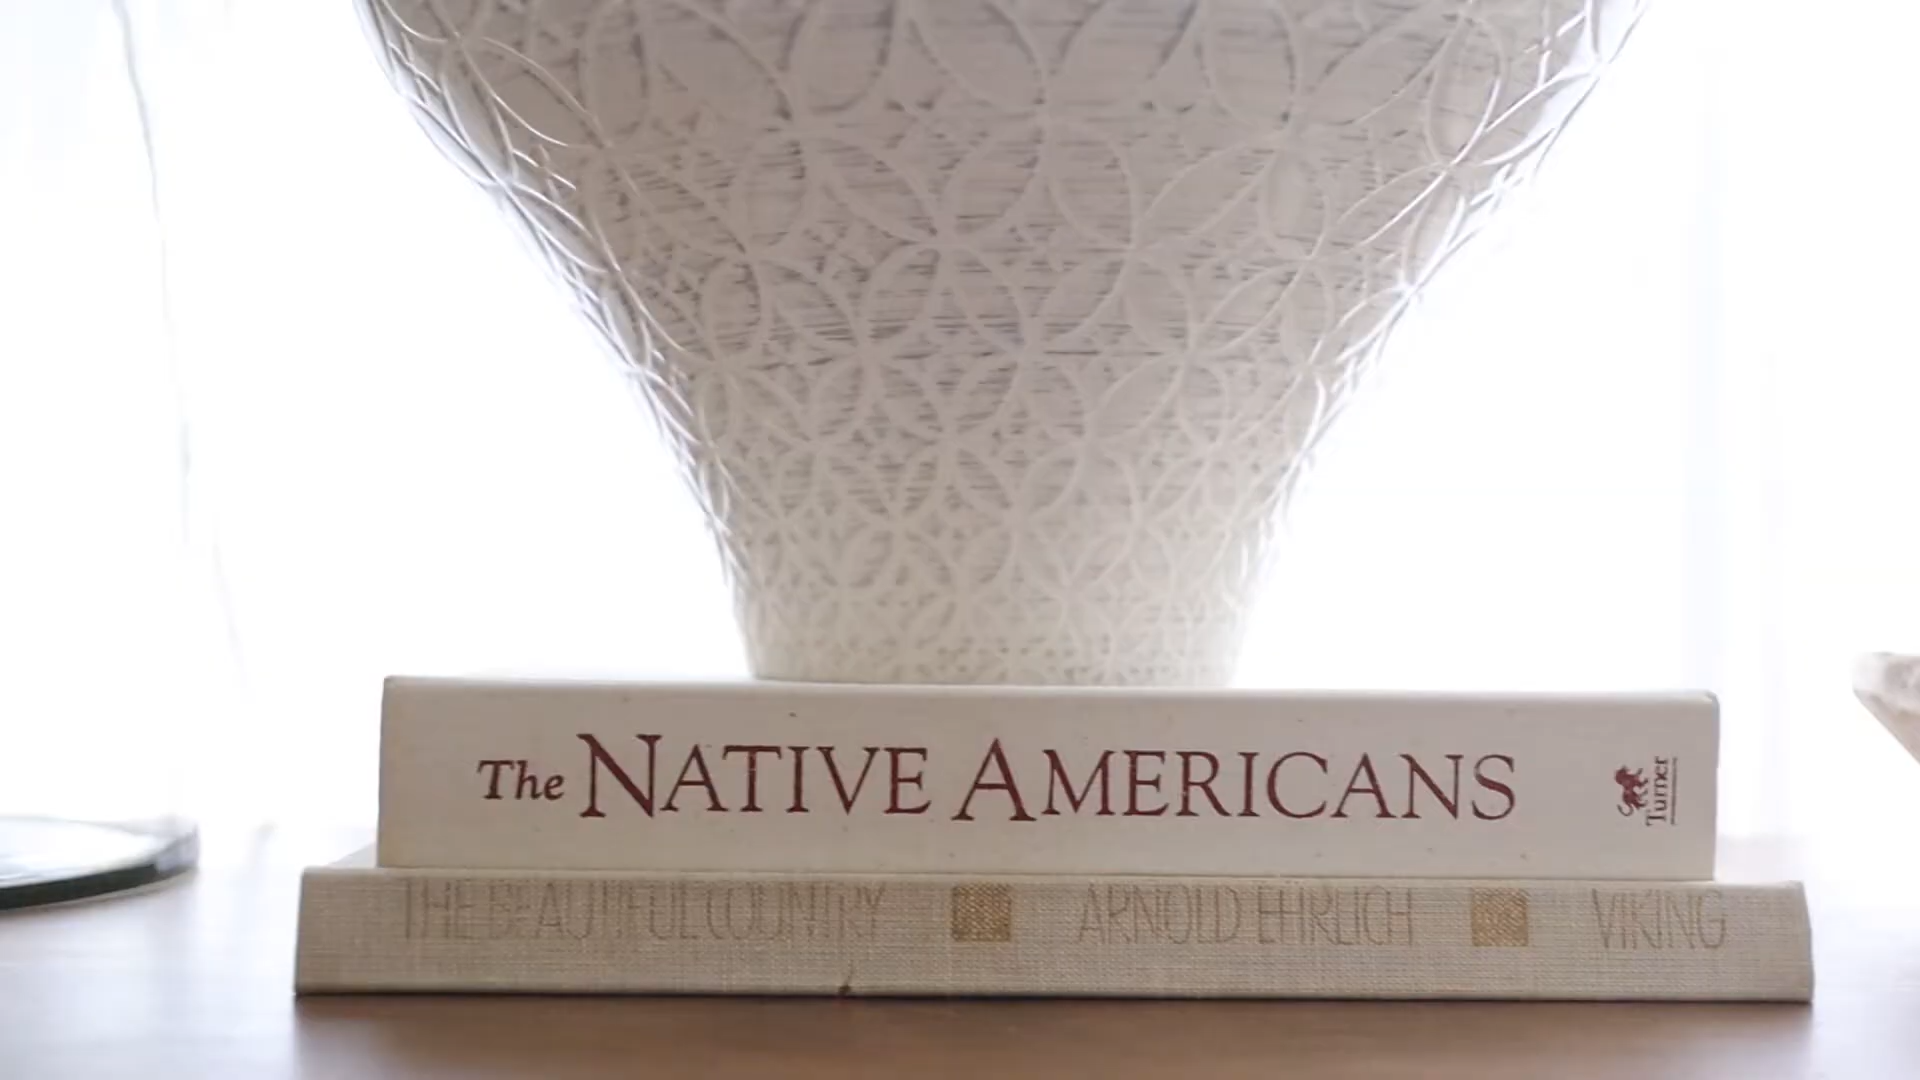 The NATIVE AMERICANS
Turner
THE BEAUTIFUL COUNTRY ARNOLD EHRLICH VIKING